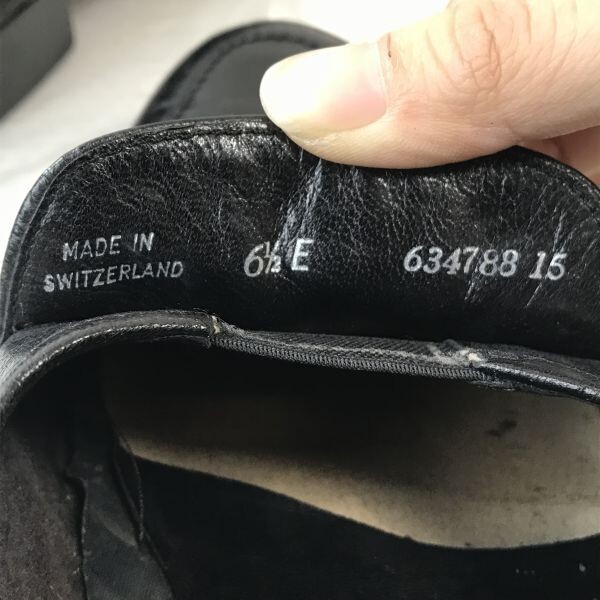 MADE IN
SWITZERLAND
6½ E
634788 15